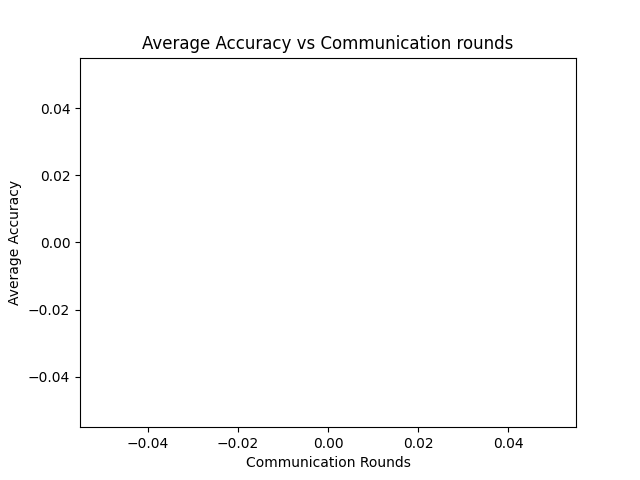 Average Accuracy vs Communication rounds
Average Accuracy
0.04
0.02
0.00
−0.02
−0.04
−0.04 −0.02 0.00 0.02 0.04
Communication Rounds